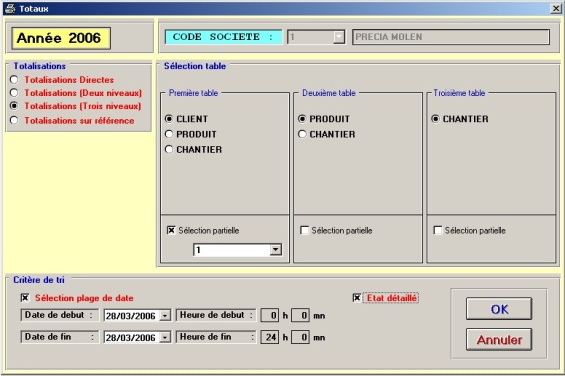 Totaux
Année 2006
CODE SOCIETE : 1 PRECIA MOLEN
Totalisations
Totalisations Directes
Totalisations (Deux niveaux)
Totalisations (Trois niveaux)
Totalisations sur référence
Sélection table
Première table
CLIENT
PRODUIT
CHANTIER
Sélection partielle
1
Deuxième table
PRODUIT
CHANTIER
Sélection partielle
Troisième table
CHANTIER
Sélection partielle
Critère de tri
Sélection plage de date
Etat détaillé
Date de debut : 28/03/2006 Heure de debut : 0 h 0 mn
Date de fin : 28/03/2006 Heure de fin : 24 h 0 mn
OK
Annuler